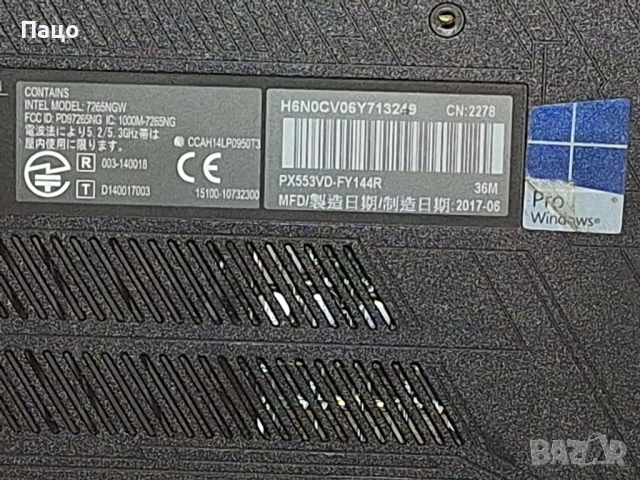 Пацо
CONTAINS
INTEL MODEL: 7265NGW
FCC ID: PD97265NG IC: 1000M-7265NG
電波法により5.2/5.3GHz帯は
屋内使用に限ります。
CCAH14LP0950T3
R 003-140018
T D140017003
CE
15100-10732300
H6N0CV06Y713249 CN:2278
PX553VD-FY144R 36M
MFD/製造日期/制造日期: 2017-06
Pro
Windows®
BAZAR